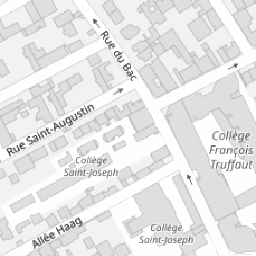 Rue du Bac
Rue Saint-Augustin
Collège
François
Truffaut
Collège
Saint-Joseph
Allée Haag
Collège
Saint-Joseph